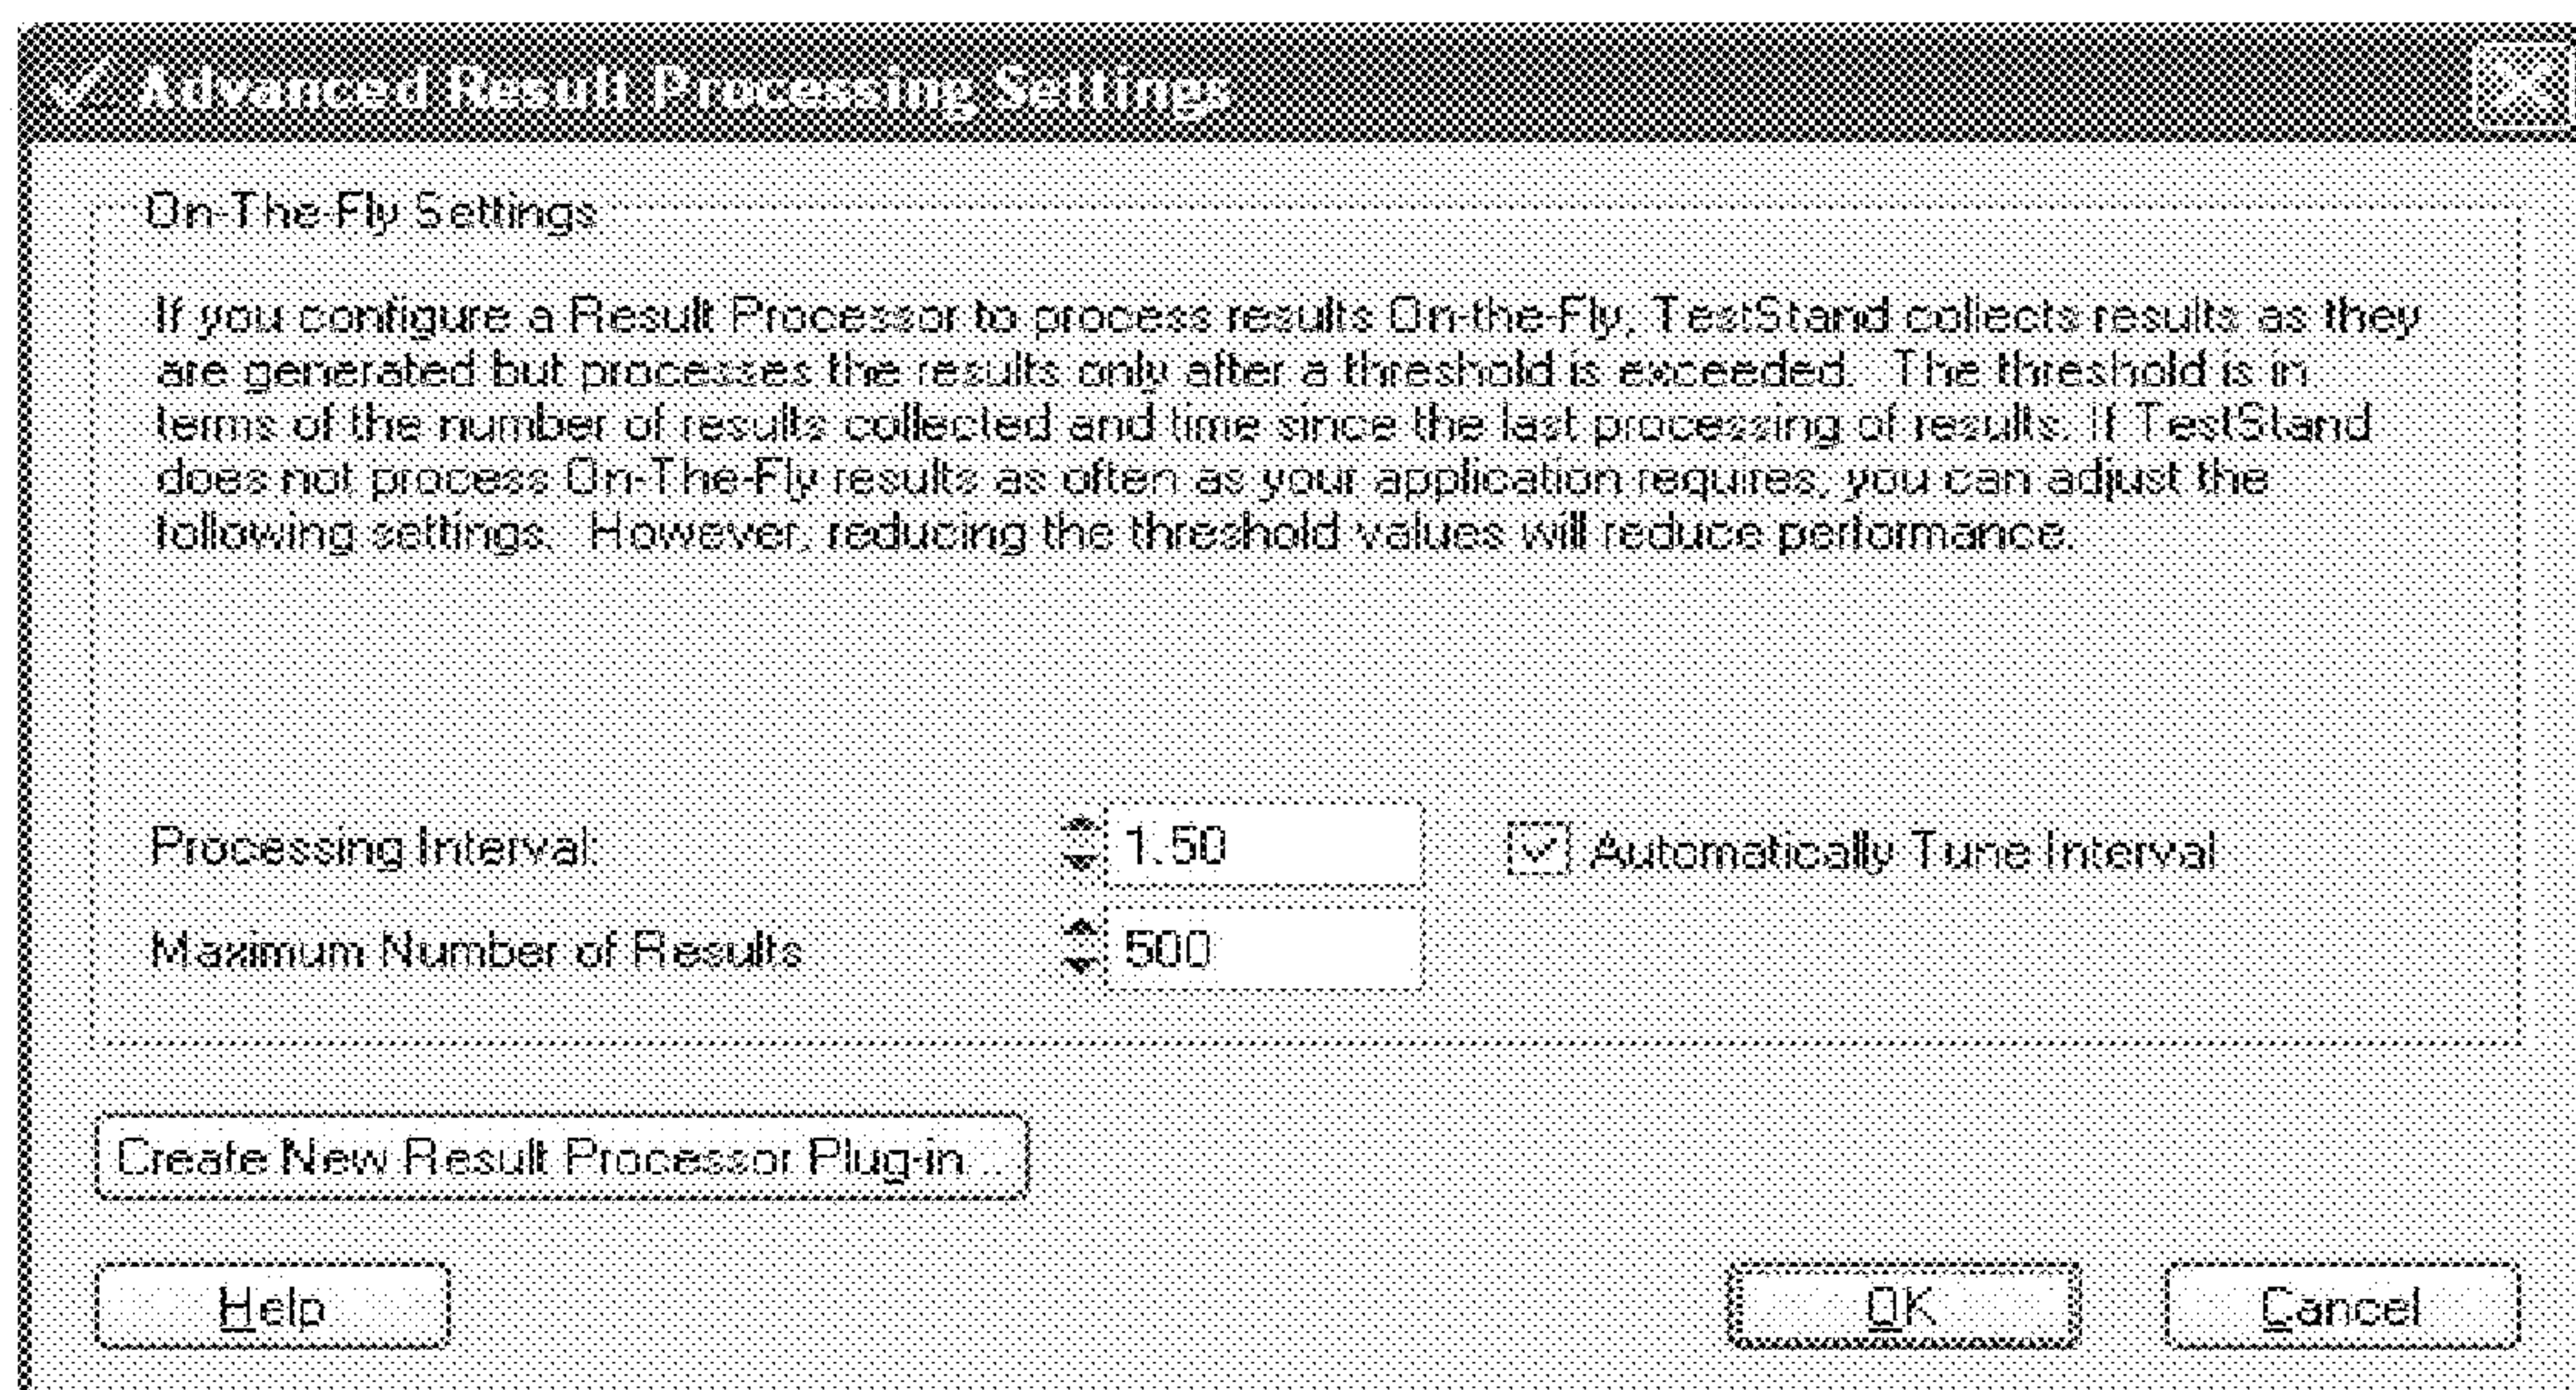 Advanced Result Processing Settings
On-The-Fly Settings
If you configure a Result Processor to process results On-the-Fly, TestStand collects results as they
are generated but processes the results only after a threshold is exceeded. The threshold is in
terms of the number of results collected and time since the last processing of results. If TestStand
does not process On-The-Fly results as often as your application requires, you can adjust the
following settings. However, reducing the threshold values will reduce performance.
Processing Interval: 1.50 Automatically Tune Interval
Maximum Number of Results 500
Create New Result Processor Plug-in...
Help OK Cancel